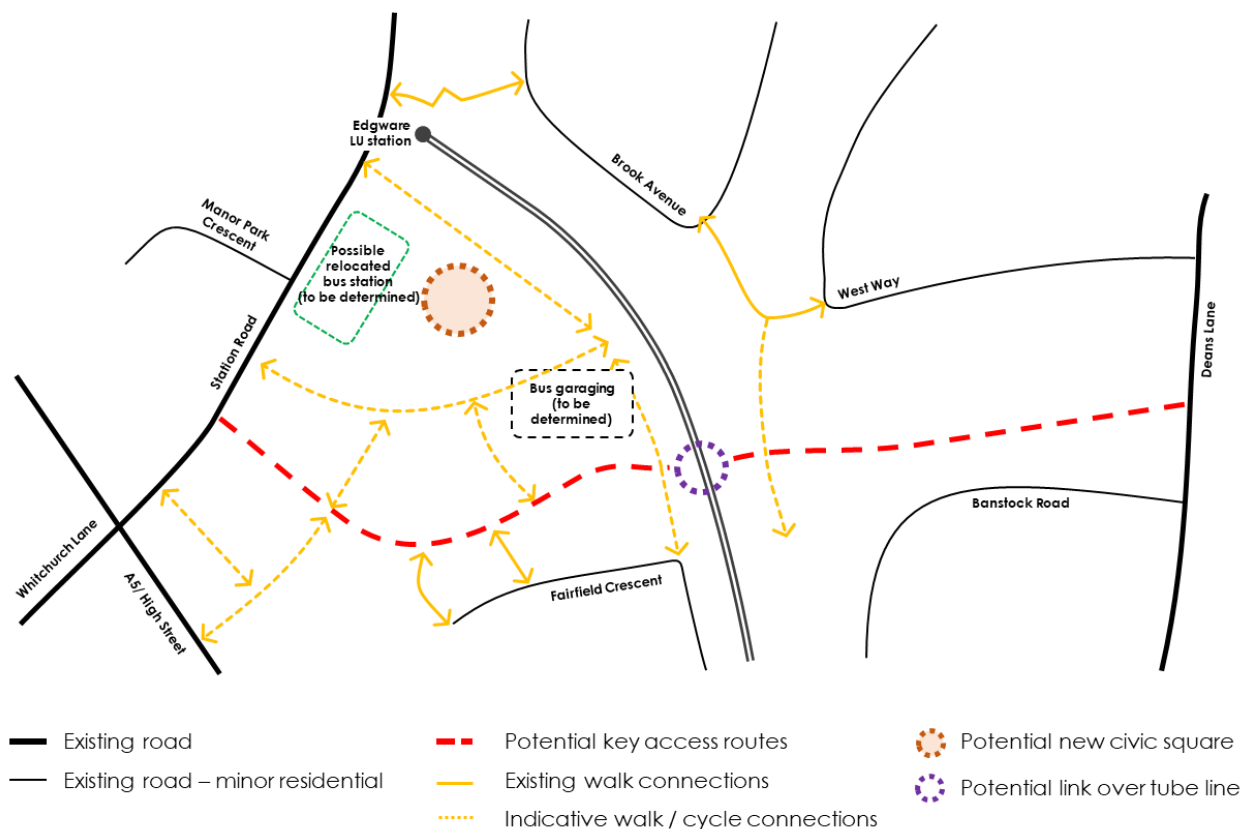 Edgware
LU station
Brook Avenue
Manor Park
Crescent
Possible
relocated
bus station
(to be determined)
West Way
Station Road
Deans Lane
Bus garaging
(to be
determined)
Banstock Road
Whitchurch Lane
A5/ High Street
Fairfield Crescent
Existing road
Existing road – minor residential
Potential key access routes
Existing walk connections
Indicative walk / cycle connections
Potential new civic square
Potential link over tube line